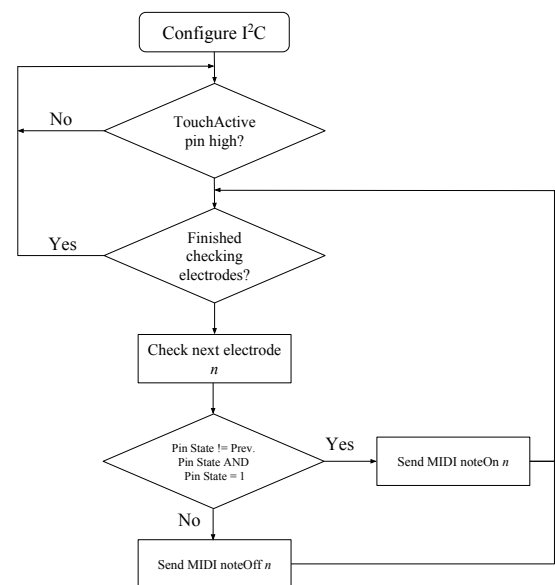 Configure I²C
No
TouchActive
pin high?
Yes
Finished
checking
electrodes?
Check next electrode
n
Pin State != Prev.
Pin State AND
Pin State = 1
Yes
Send MIDI noteOn n
No
Send MIDI noteOff n